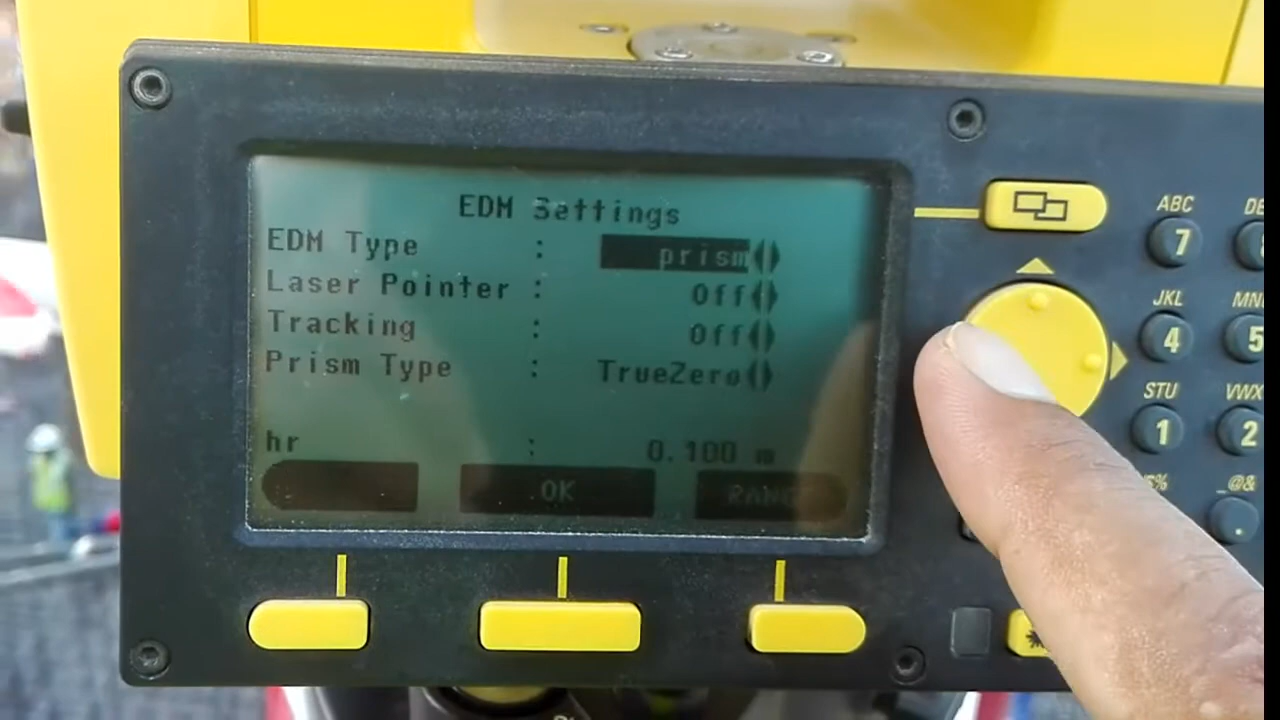 EDM Settings
EDM Type : prism
Laser Pointer : Off
Tracking : Off
Prism Type : TrueZero
hr : 0.100 m
OK
ABC
7
JKL
4
MN
5
STU
1
VWX
2
_@&
.